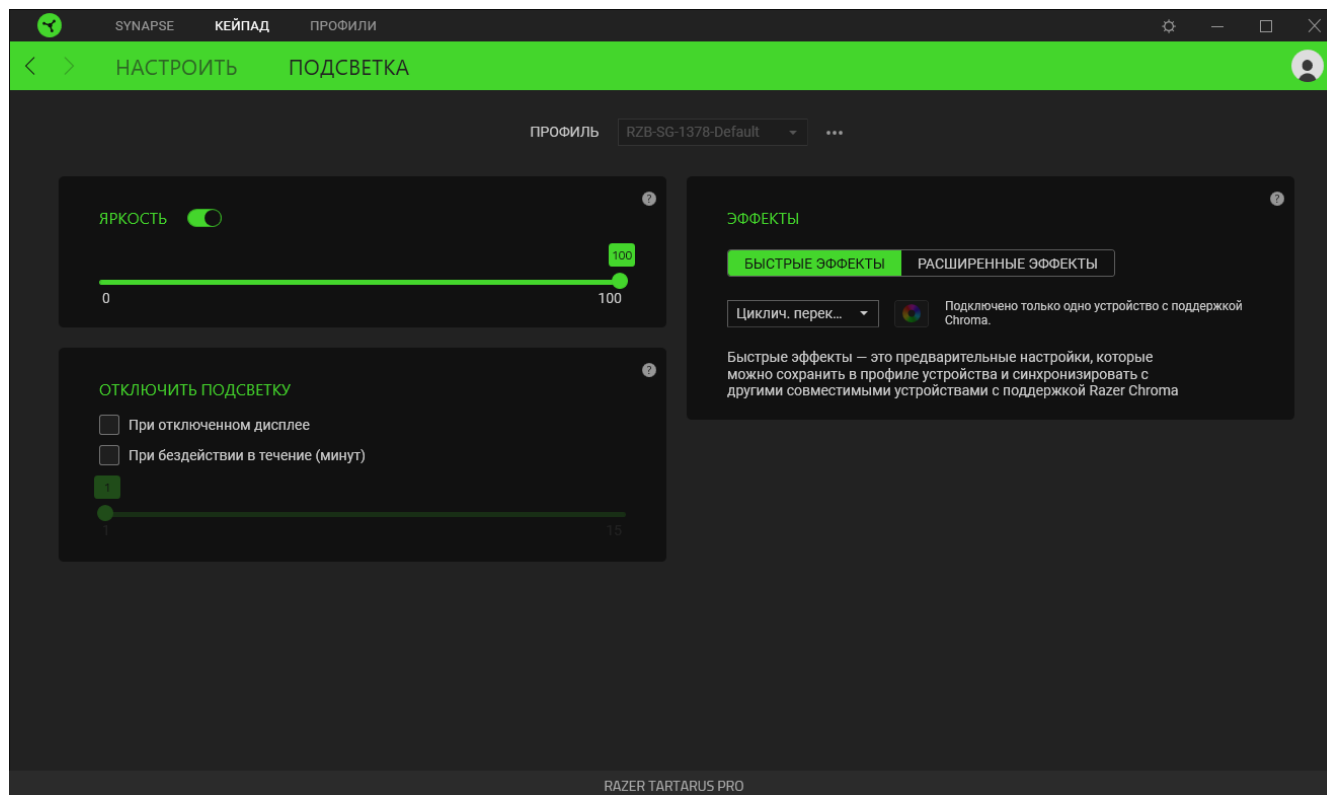 SYNAPSE КЕЙПАД ПРОФИЛИ
НАСТРОИТЬ ПОДСВЕТКА
ПРОФИЛЬ RZB-SG-1378-Default
ЯРКОСТЬ
100
0 100
ОТКЛЮЧИТЬ ПОДСВЕТКУ
При отключенном дисплее
При бездействии в течение (минут)
1
1 15
ЭФФЕКТЫ
БЫСТРЫЕ ЭФФЕКТЫ РАСШИРЕННЫЕ ЭФФЕКТЫ
Циклич. перек...
Подключено только одно устройство с поддержкой
Chroma.
Быстрые эффекты — это предварительные настройки, которые
можно сохранить в профиле устройства и синхронизировать с
другими совместимыми устройствами с поддержкой Razer Chroma
RAZER TARTARUS PRO